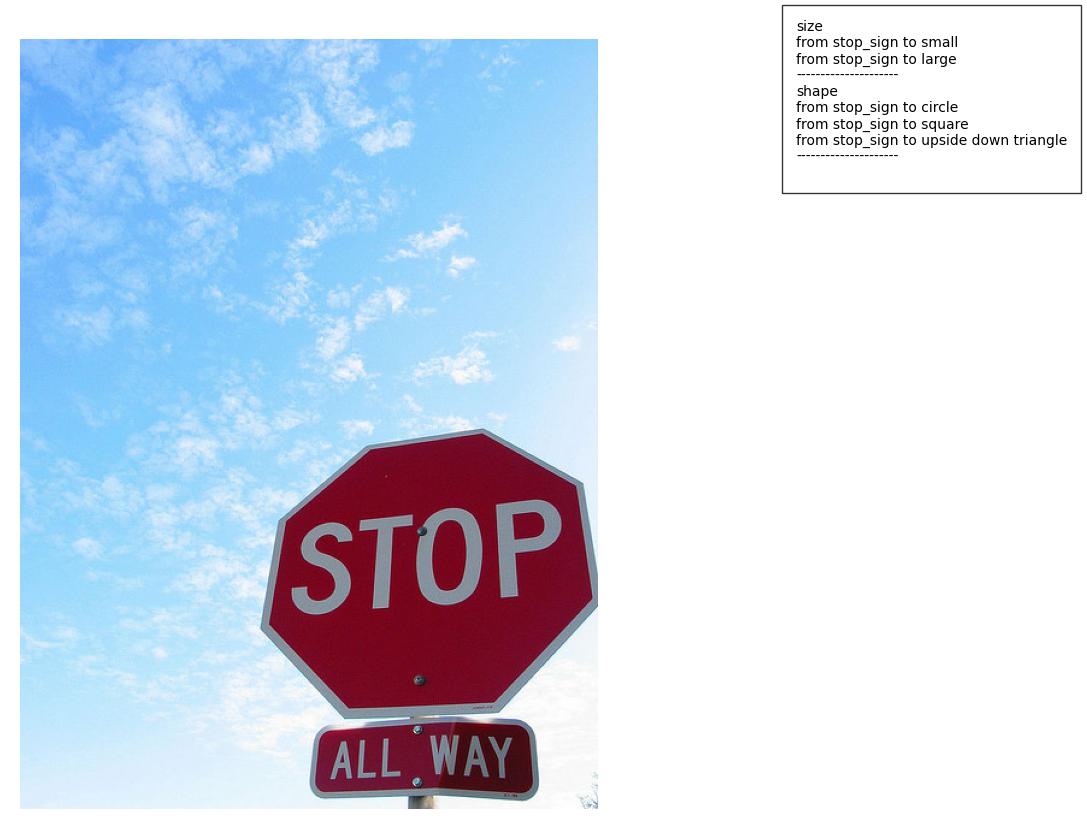 size
from stop_sign to small
from stop_sign to large
---------------------
shape
from stop_sign to circle
from stop_sign to square
from stop_sign to upside down triangle
---------------------
STOP
ALL WAY